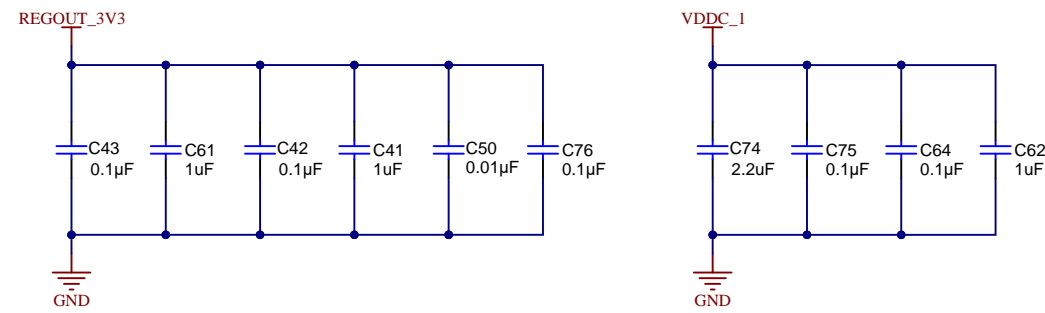 REGOUT_3V3
VDDC_1
C43
0.1µF
C61
1uF
C42
0.1µF
C41
1uF
C50
0.01µF
C76
0.1µF
C74
2.2uF
C75
0.1µF
C64
0.1µF
C62
1uF
GND
GND